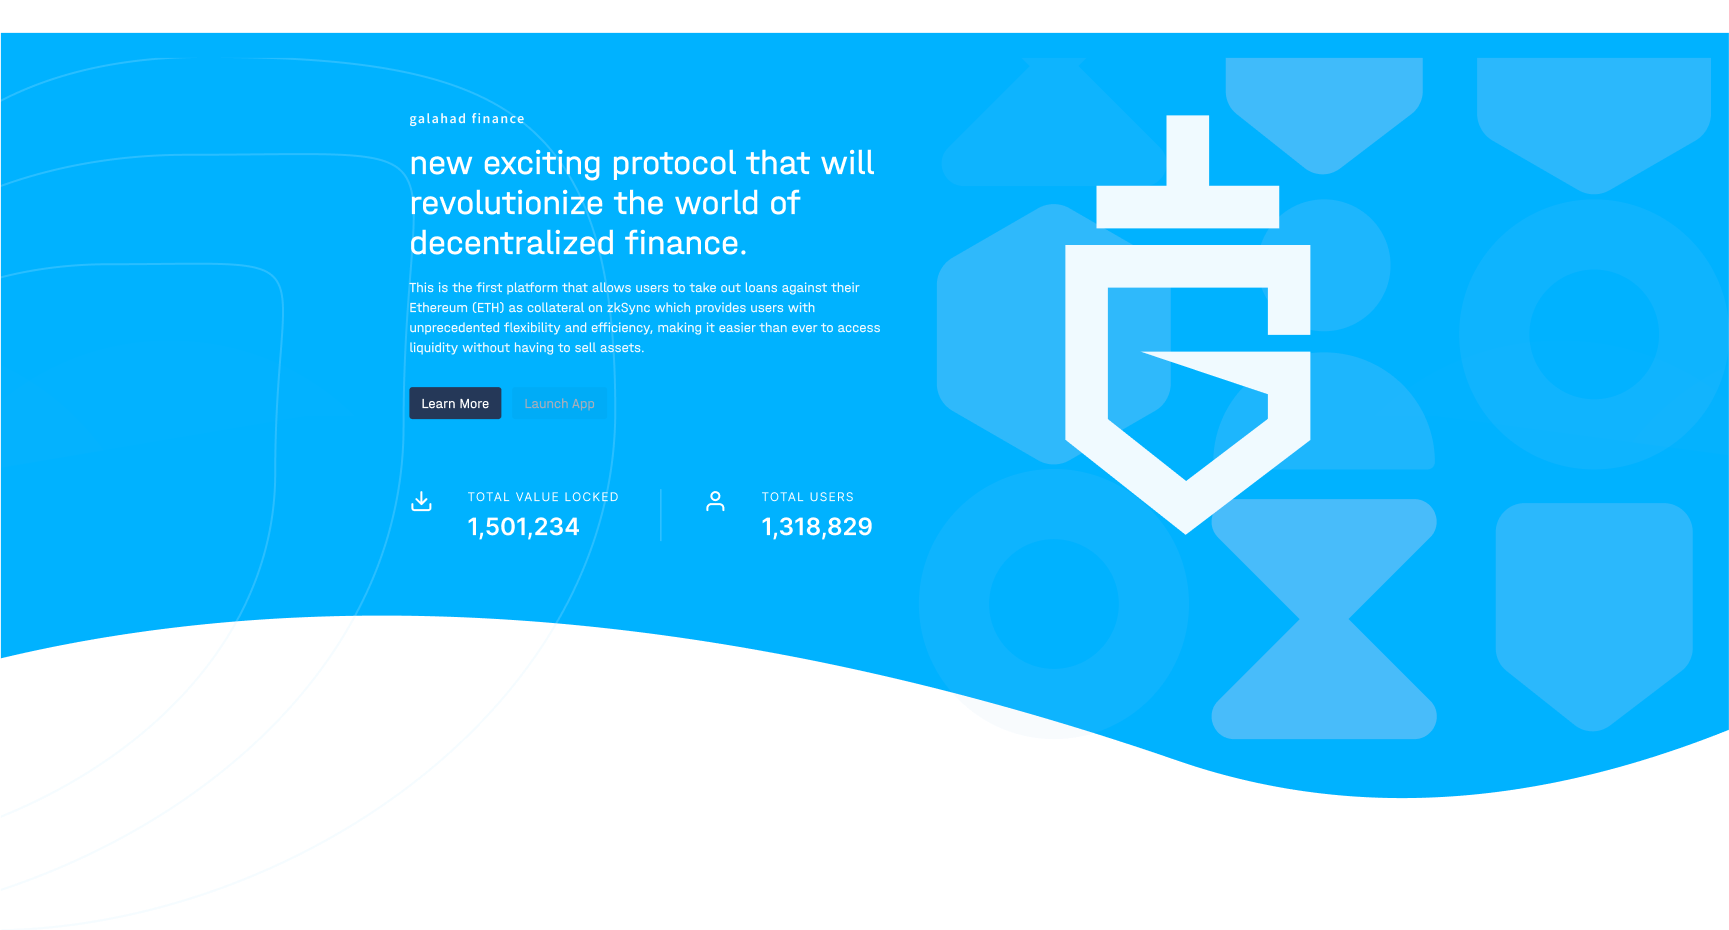 galahad finance
new exciting protocol that will
revolutionize the world of
decentralized finance.
This is the first platform that allows users to take out loans against their
Ethereum (ETH) as collateral on zkSync which provides users with
unprecedented flexibility and efficiency, making it easier than ever to access
liquidity without having to sell assets.
Learn More
Launch App
TOTAL VALUE LOCKED
1,501,234
TOTAL USERS
1,318,829